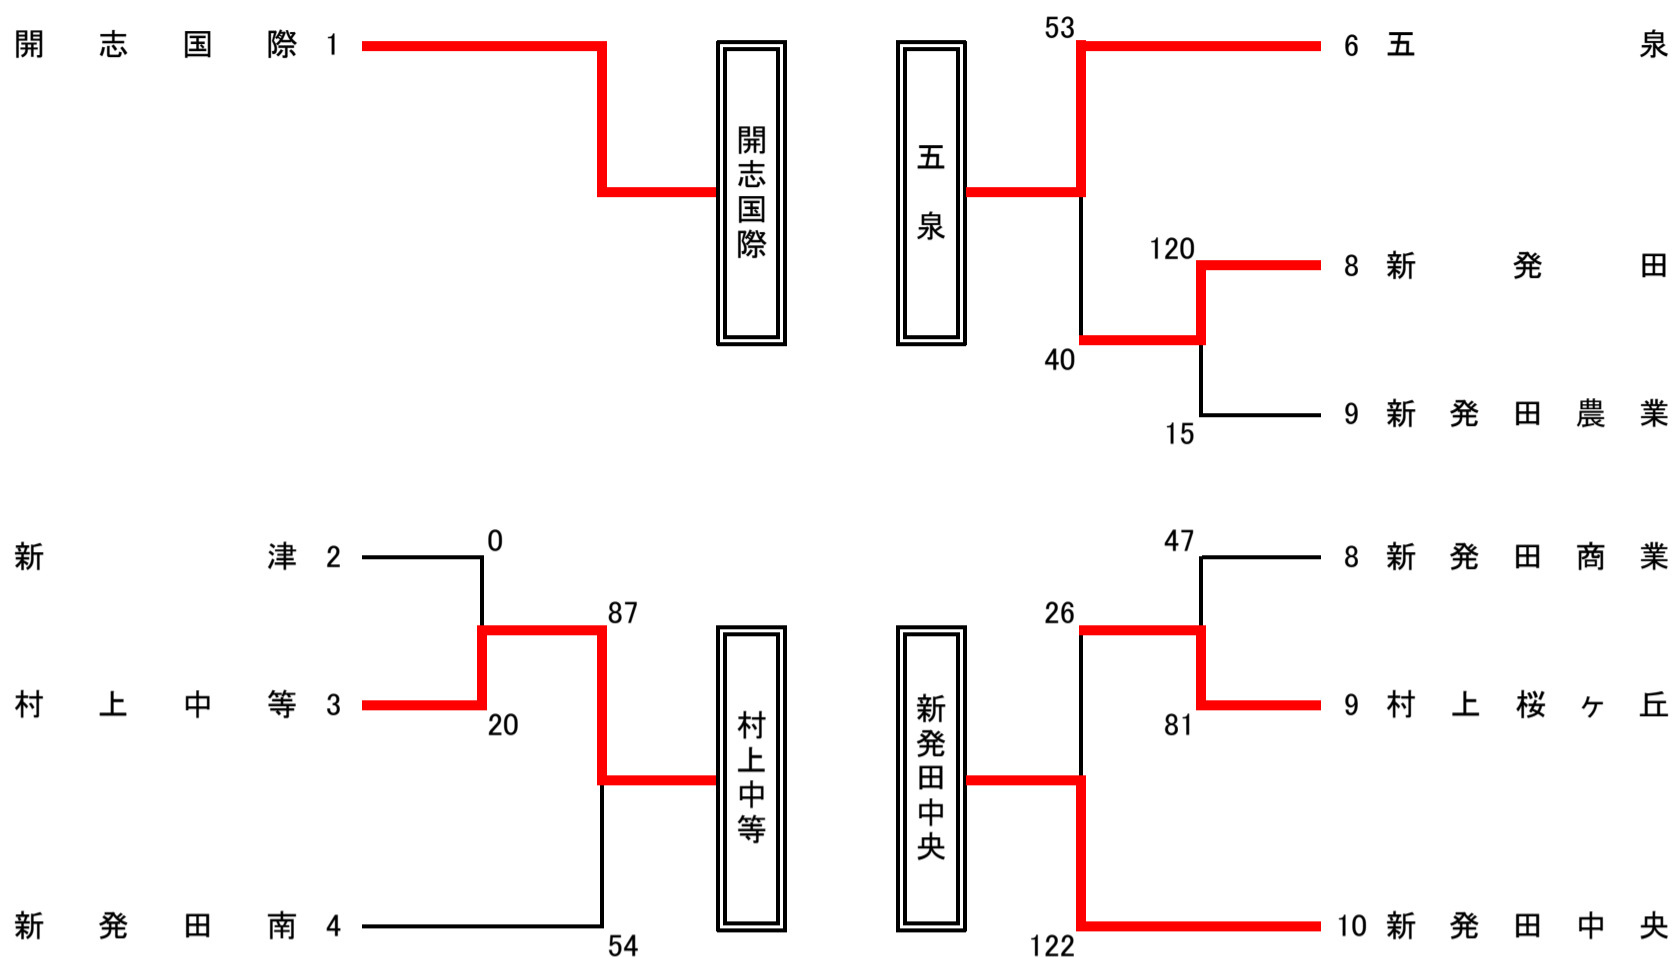 開志国際 1
開志国際
五泉
53
6 五泉
120
8 新発田
40
15
9 新発田農業
新津 2
0
87
村上中等 3
20
村上中等
新発田南 4
54
新発田中央
47
8 新発田商業
26
81
9 村上桜ヶ丘
122
10 新発田中央